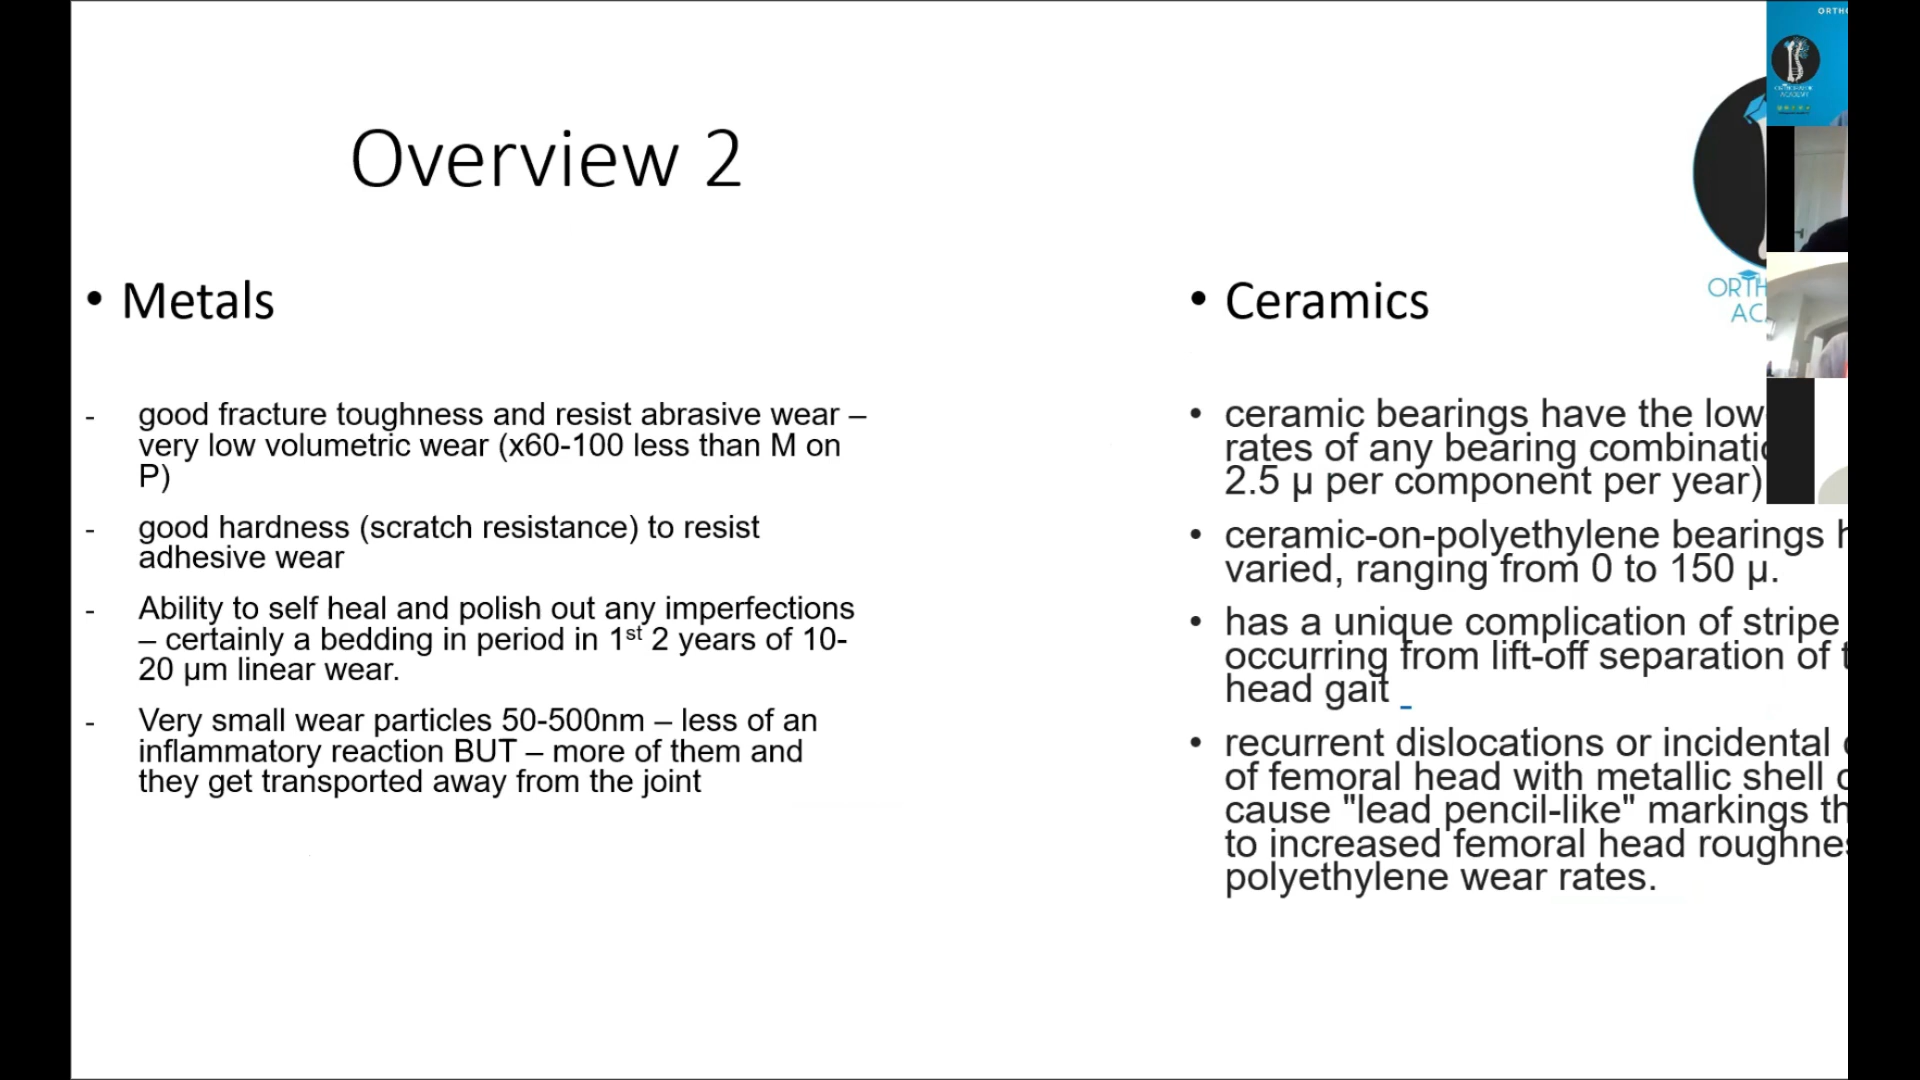 Overview 2
• Metals
- good fracture toughness and resist abrasive wear –
very low volumetric wear (x60-100 less than M on
P)
- good hardness (scratch resistance) to resist
adhesive wear
- Ability to self heal and polish out any imperfections
– certainly a bedding in period in 1st 2 years of 10-
20 μm linear wear.
- Very small wear particles 50-500nm – less of an
inflammatory reaction BUT – more of them and
they get transported away from the joint
• Ceramics
• ceramic bearings have the low
rates of any bearing
2.5 μ per component per year)
• ceramic-on-polyethylene bearings
varied, ranging from 0 to 150 μ.
• has a unique complication of stripe
occurring from lift-off separation of
head gait
• recurrent dislocations or incidental
of femoral head with metallic shell
cause "lead pencil-like" markings
to increased femoral head
polyethylene wear rates.
ORTH
AC
ORTHO
ACADEMY